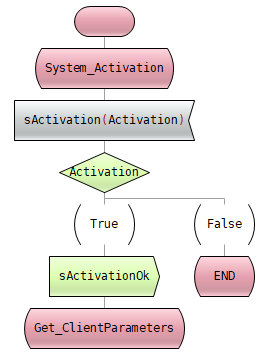 System_Activation
sActivation(Activation)
Activation
True
False
sActivationOk
END
Get_ClientParameters